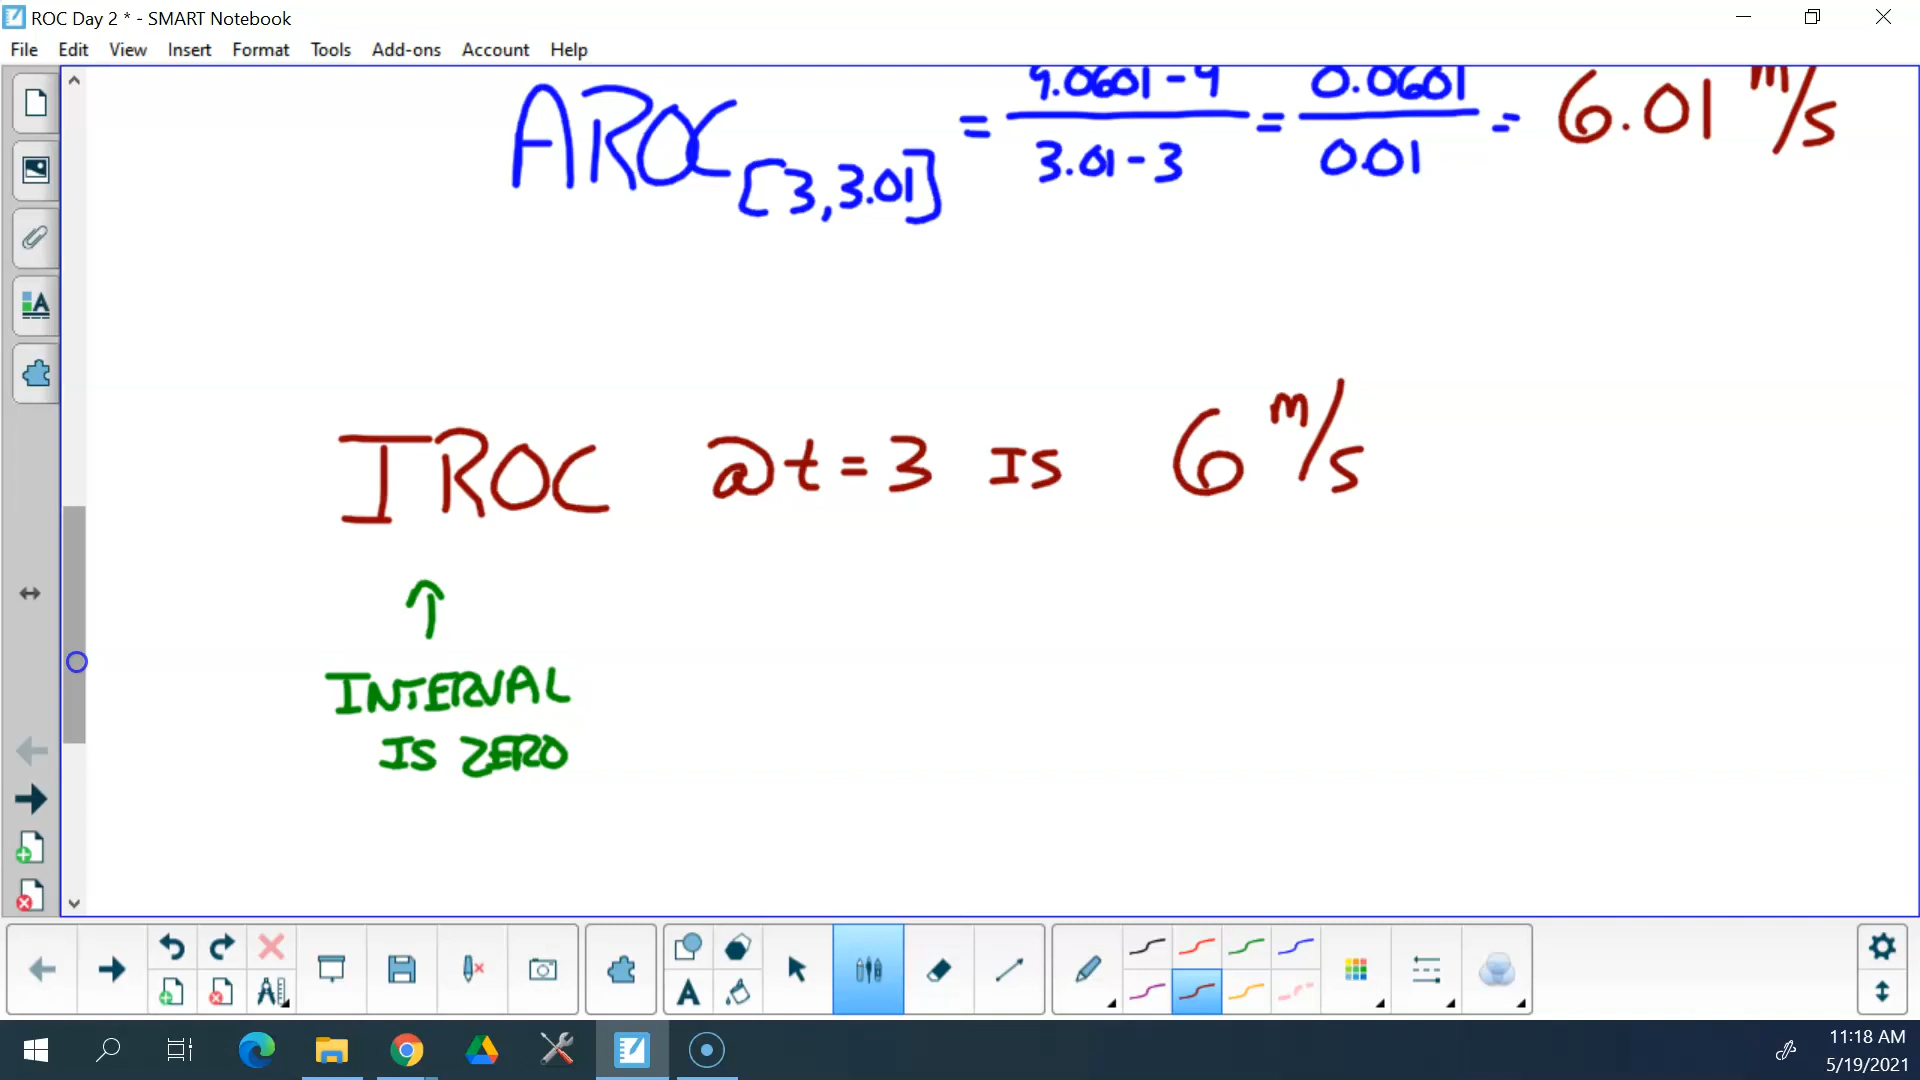 ROC Day 2 * - SMART Notebook
File Edit View Insert Format Tools Add-ons Account Help
AROC[3,3.01] = 9.0601-9 / 3.01-3 = 0.0601 / 0.01 = 6.01 m/s
IROC @ t = 3 IS 6 m/s
↑
INTERVAL
IS ZERO
11:18 AM
5/19/2021